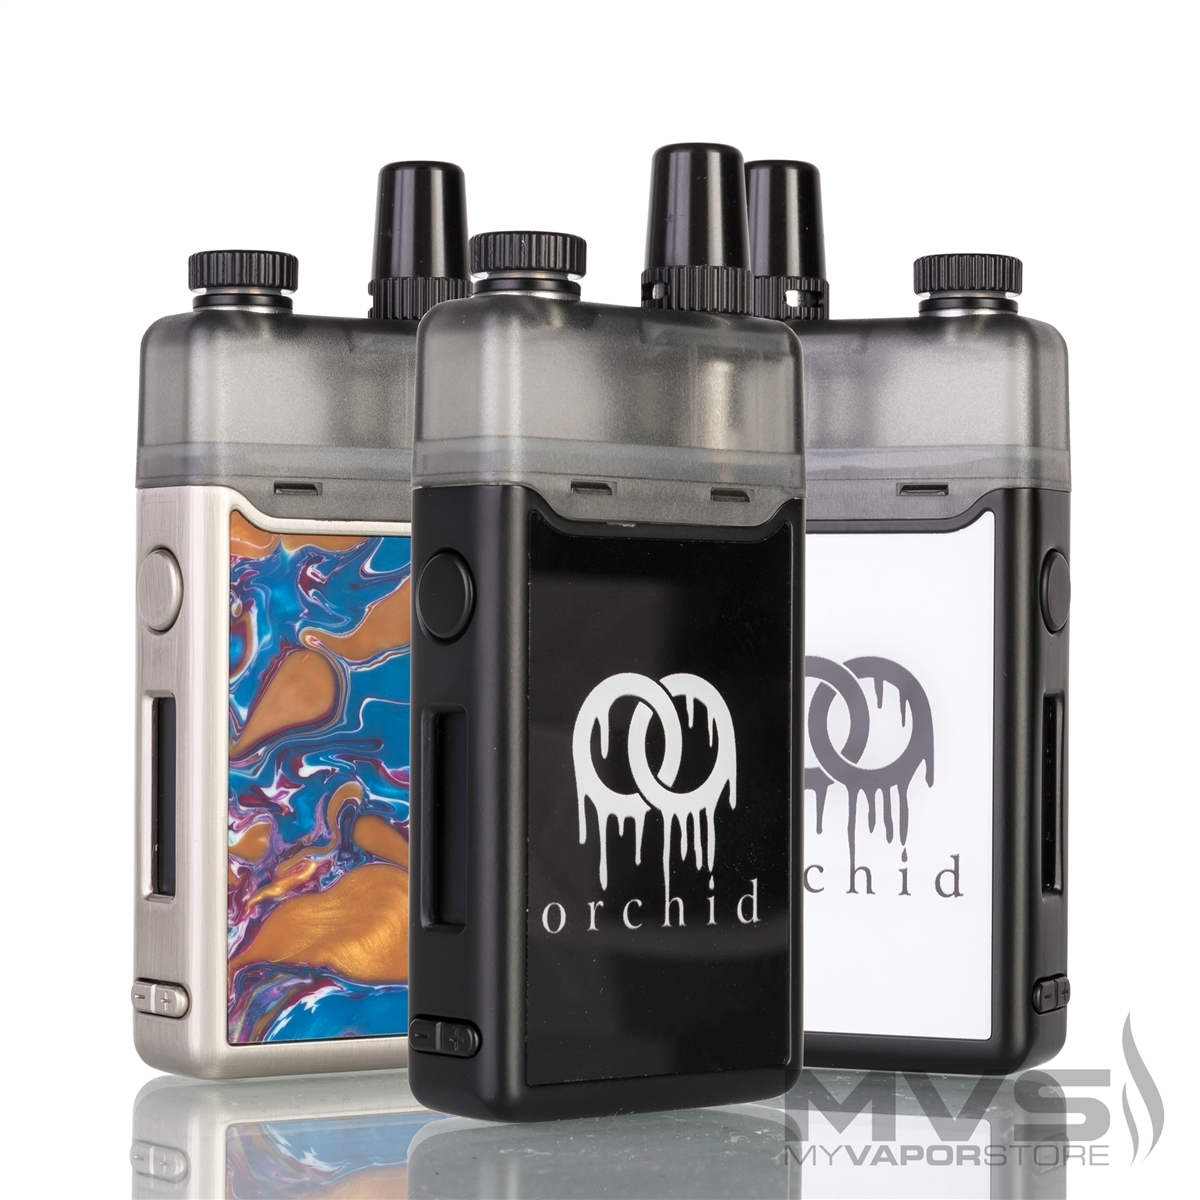 orchid
chid
- +
- +
- +
MVS
MYVAPORSTORE